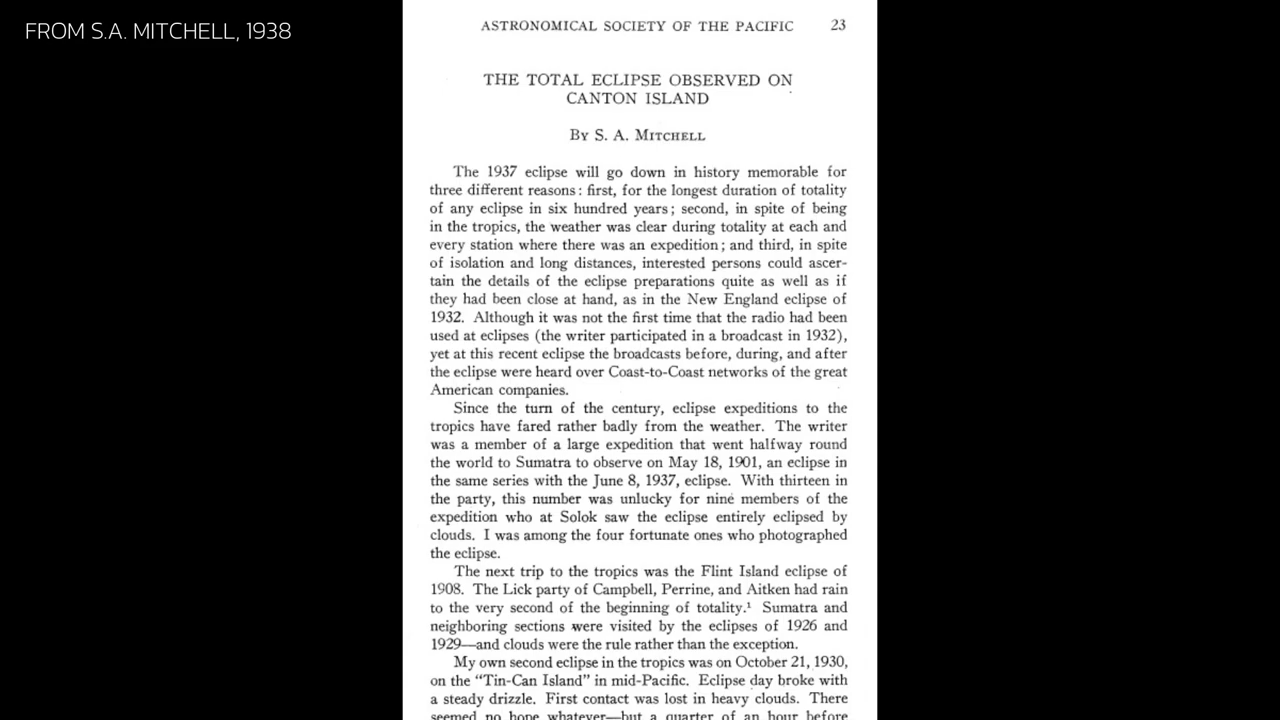 FROM S.A. MITCHELL, 1938
ASTRONOMICAL SOCIETY OF THE PACIFIC 23
THE TOTAL ECLIPSE OBSERVED ON
CANTON ISLAND
By S. A. Mitchell
The 1937 eclipse will go down in history memorable for
three different reasons: first, for the longest duration of totality
of any eclipse in six hundred years; second, in spite of being
in the tropics, the weather was clear during totality at each and
every station where there was an expedition; and third, in spite
of isolation and long distances, interested persons could ascer-
tain the details of the eclipse preparations quite as well as if
they had been close at hand, as in the New England eclipse of
1932. Although it was not the first time that the radio had been
used at eclipses (the writer participated in a broadcast in 1932),
yet at this recent eclipse the broadcasts before, during, and after
the eclipse were heard over Coast-to-Coast networks of the great
American companies.
Since the turn of the century, eclipse expeditions to the
tropics have fared rather badly from the weather. The writer
was a member of a large expedition that went halfway round
the world to Sumatra to observe on May 18, 1901, an eclipse in
the same series with the June 8, 1937, eclipse. With thirteen in
the party, this number was unlucky for nine members of the
expedition who at Solok saw the eclipse entirely eclipsed by
clouds. I was among the four fortunate ones who photographed
the eclipse.
The next trip to the tropics was the Flint Island eclipse of
1908. The Lick party of Campbell, Perrine, and Aitken had rain
to the very second of the beginning of totality.¹ Sumatra and
neighboring sections were visited by the eclipses of 1926 and
1929—and clouds were the rule rather than the exception.
My own second eclipse in the tropics was on October 21, 1930,
on the "Tin-Can Island" in mid-Pacific. Eclipse day broke with
a steady drizzle. First contact was lost in heavy clouds. There
seemed no hope whatever—but a quarter of an hour before